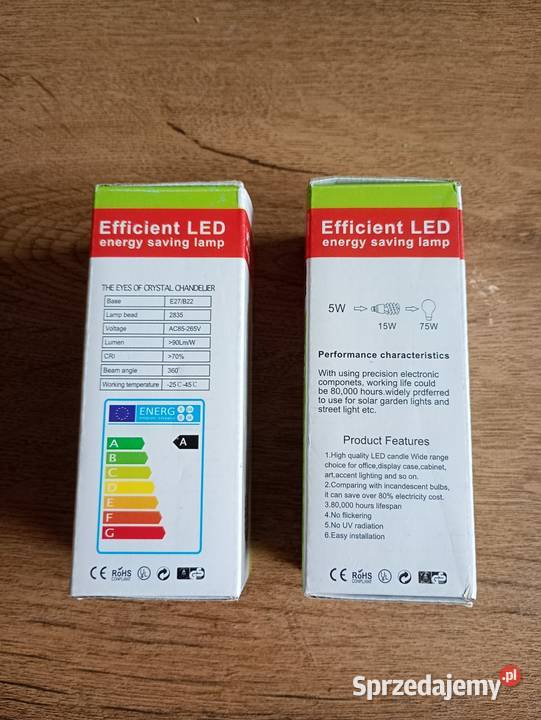 Efficient LED
energy saving lamp
THE EYES OF CRYSTAL CHANDELIER
Base E27/B22
Lamp bead 2835
Voltage AC85-265V
Lumen >90Lm/W
CRI >70%
Beam angle 360°
Working temperature -25℃-45℃
ENERG
A A
B
C
D
E
F
G
CE RoHS
COMPLIANT
UL
Efficient LED
energy saving lamp
5W
15W 75W
Performance characteristics
With using precision electronic
componets, working life could
be 80,000 hours.widely prdferred
to use for solar garden lights and
street light etc.
Product Features
1.High quality LED candle Wide range
choice for office,display case,cabinet,
art,accent lighting and so on.
2.Comparing with incandescent bulbs,
it can save over 80% electricity cost.
3.80,000 hours lifespan
4.No flickering
5.No UV radiation
6.Easy installation
CE RoHS
COMPLIANT
UL
Sprzedajemy.pl